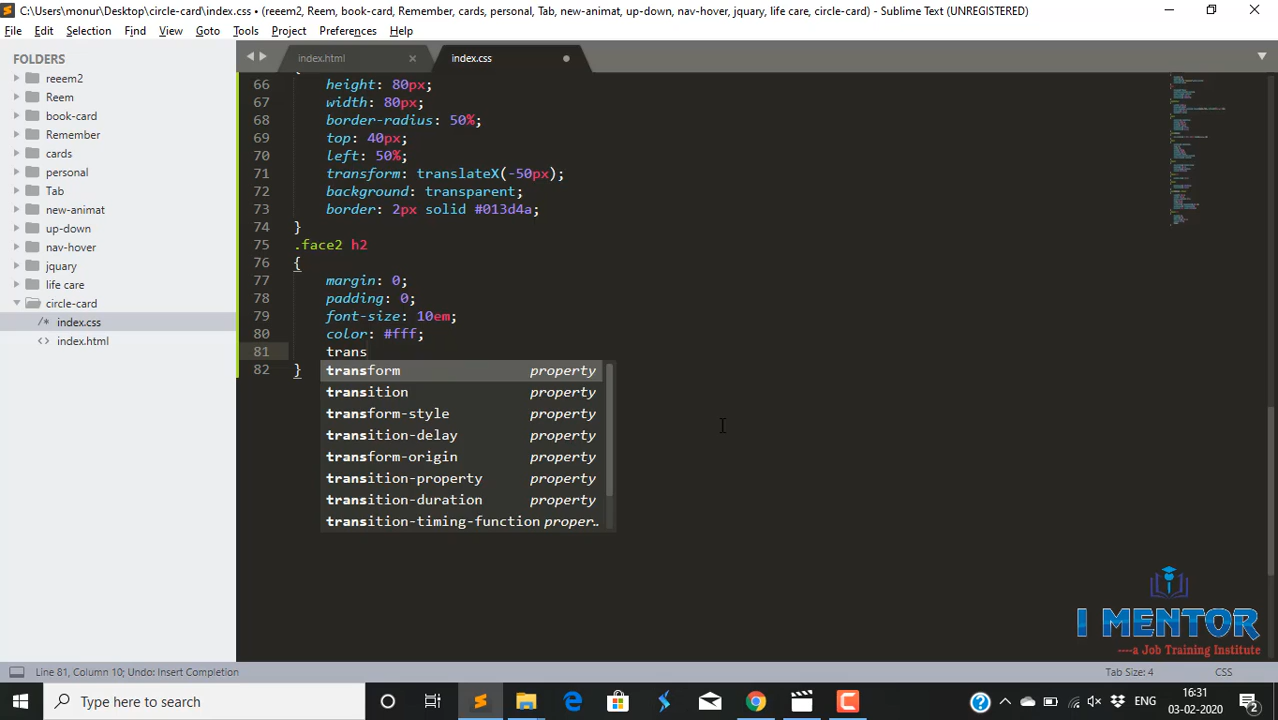 C:\Users\monur\Desktop\circle-card\index.css • (reeem2, Reem, book-card, Remember, cards, personal, Tab, new-animat, up-down, nav-hover, jquary, life care, circle-card) - Sublime Text (UNREGISTERED)
File Edit Selection Find View Goto Tools Project Preferences Help
FOLDERS
reeem2
Reem
book-card
Remember
cards
personal
Tab
new-animat
up-down
nav-hover
jquary
life care
circle-card
/* index.css
<> index.html
index.html ×
index.css
{
66 height: 80px;
67 width: 80px;
68 border-radius: 50%;
69 top: 40px;
70 left: 50%;
71 transform: translateX(-50px);
72 background: transparent;
73 border: 2px solid #013d4a;
74 }
75 .face2 h2
76 {
77 margin: 0;
78 padding: 0;
79 font-size: 10em;
80 color: #fff;
81 trans
82 }
transform property
transition property
transform-style property
transition-delay property
transform-origin property
transition-property property
transition-duration property
transition-timing-function proper..
I MENTOR
----a Job Training Institute
Line 81, Column 10; Undo: Insert Completion
Tab Size: 4
CSS
Type here to search
ENG
16:31
03-02-2020
2